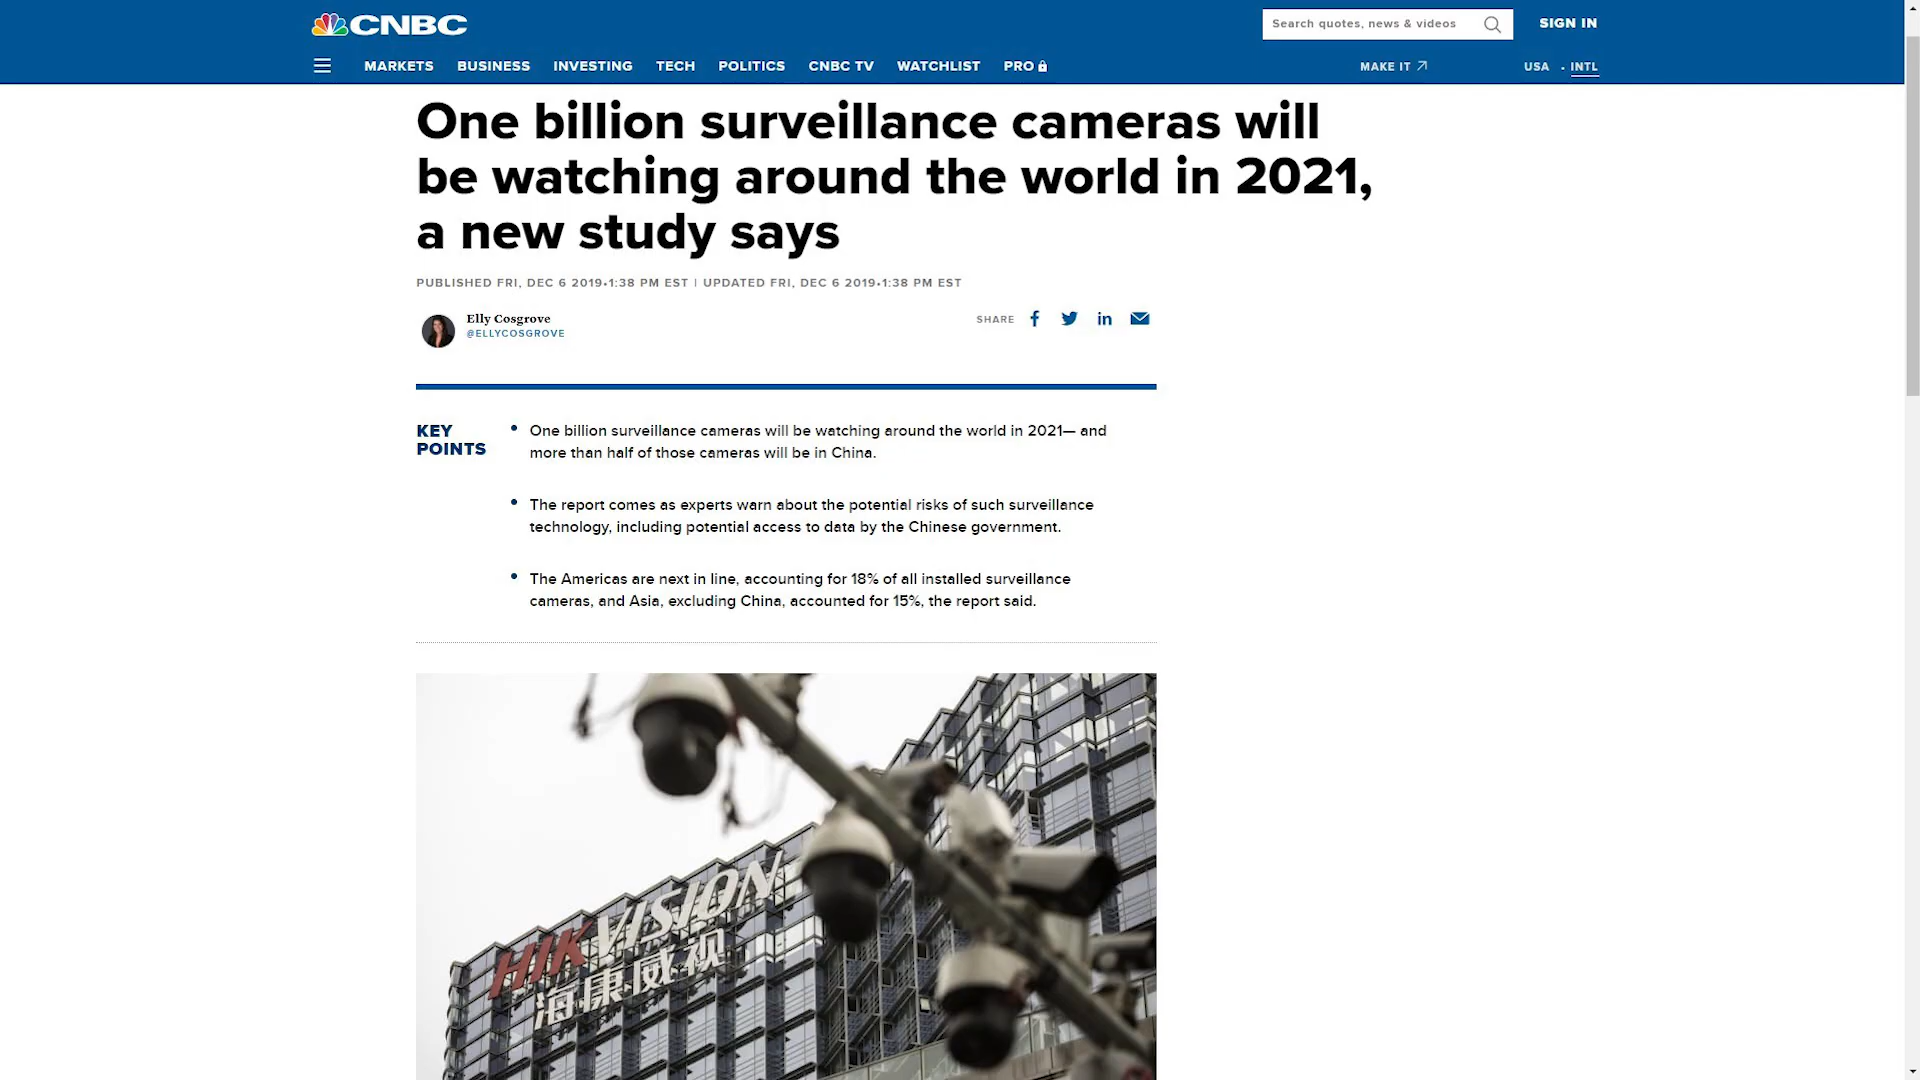 CNBC
Search quotes, news & videos
SIGN IN
MARKETS BUSINESS INVESTING TECH POLITICS CNBC TV WATCHLIST PRO
MAKE IT
USA • INTL
One billion surveillance cameras will
be watching around the world in 2021,
a new study says
PUBLISHED FRI, DEC 6 2019•1:38 PM EST | UPDATED FRI, DEC 6 2019•1:38 PM EST
Elly Cosgrove
@ELLYCOSGROVE
SHARE
KEY
POINTS
• One billion surveillance cameras will be watching around the world in 2021— and
more than half of those cameras will be in China.
• The report comes as experts warn about the potential risks of such surveillance
technology, including potential access to data by the Chinese government.
• The Americas are next in line, accounting for 18% of all installed surveillance
cameras, and Asia, excluding China, accounted for 15%, the report said.
HIKVISION
海康威视